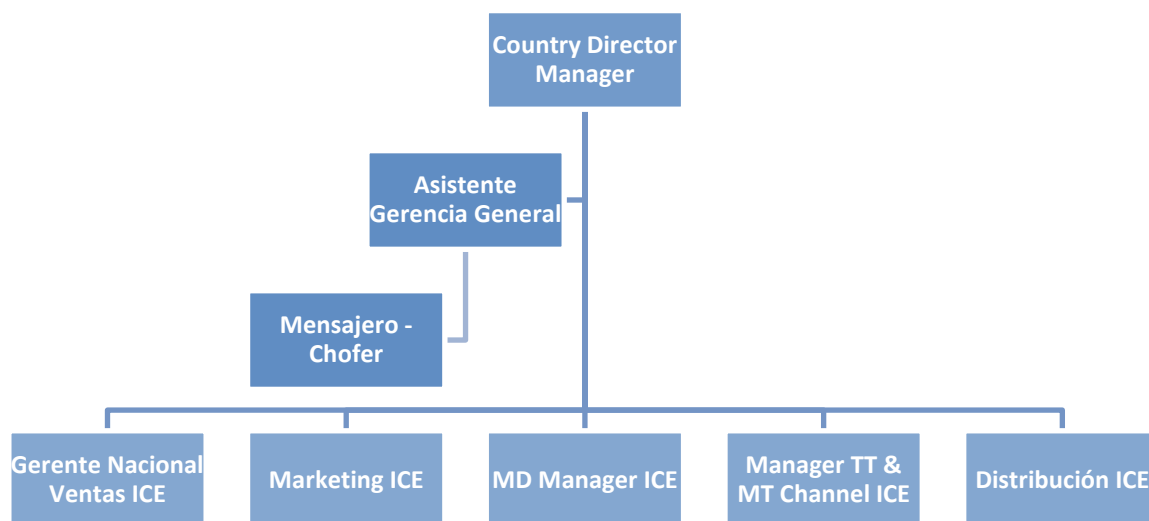 Country Director
Manager
Asistente
Gerencia General
Mensajero -
Chofer
Gerente Nacional
Ventas ICE
Marketing ICE
MD Manager ICE
Manager TT &
MT Channel ICE
Distribución ICE